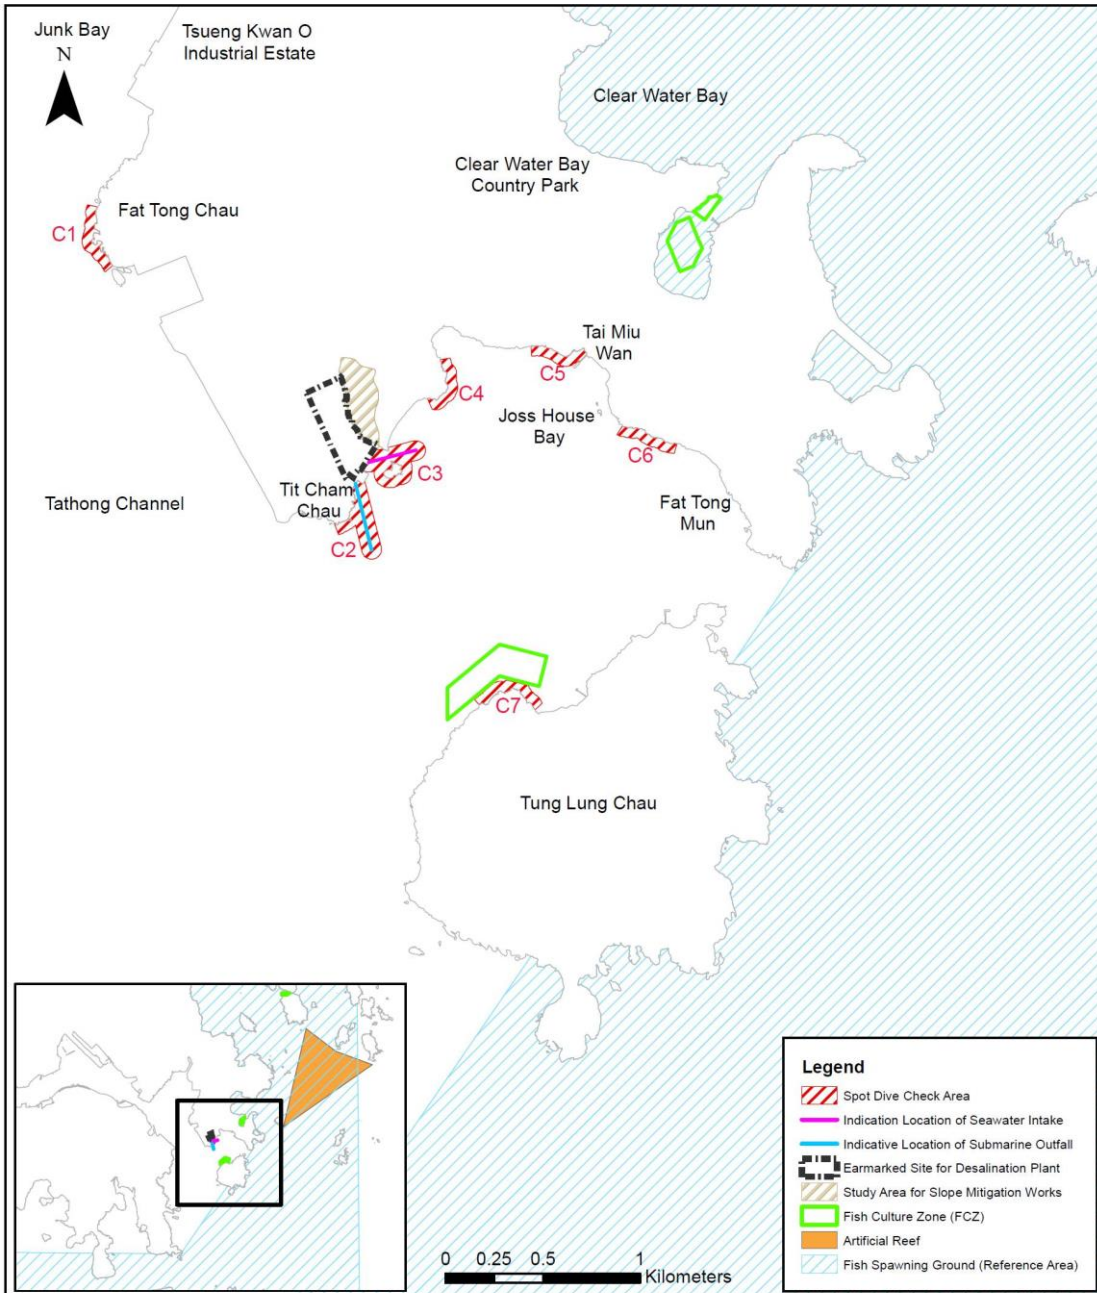 Junk Bay
N
Tsueng Kwan O
Industrial Estate
Clear Water Bay
Clear Water Bay
Country Park
Fat Tong Chau
C1
Tai Miu
Wan
C5
C4
Joss House
Bay
C6
C3
Tit Cham
Chau
Tathong Channel
Fat Tong
Mun
C2
C7
Tung Lung Chau
0 0.25 0.5 1
Kilometers
Legend
Spot Dive Check Area
Indication Location of Seawater Intake
Indicative Location of Submarine Outfall
Earmarked Site for Desalination Plant
Study Area for Slope Mitigation Works
Fish Culture Zone (FCZ)
Artificial Reef
Fish Spawning Ground (Reference Area)